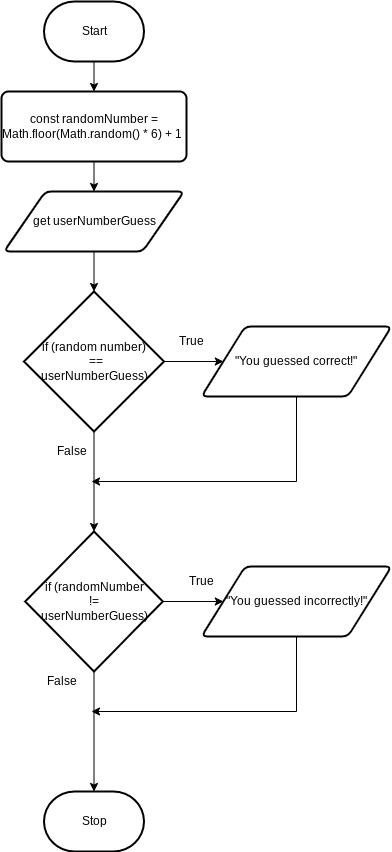 Start
const randomNumber =
Math.floor(Math.random() * 6) + 1
get userNumberGuess
if (random number)
==
userNumberGuess)
True
"You guessed correct!"
False
if (randomNumber
!=
userNumberGuess)
True
"You guessed incorrectly!"
False
Stop